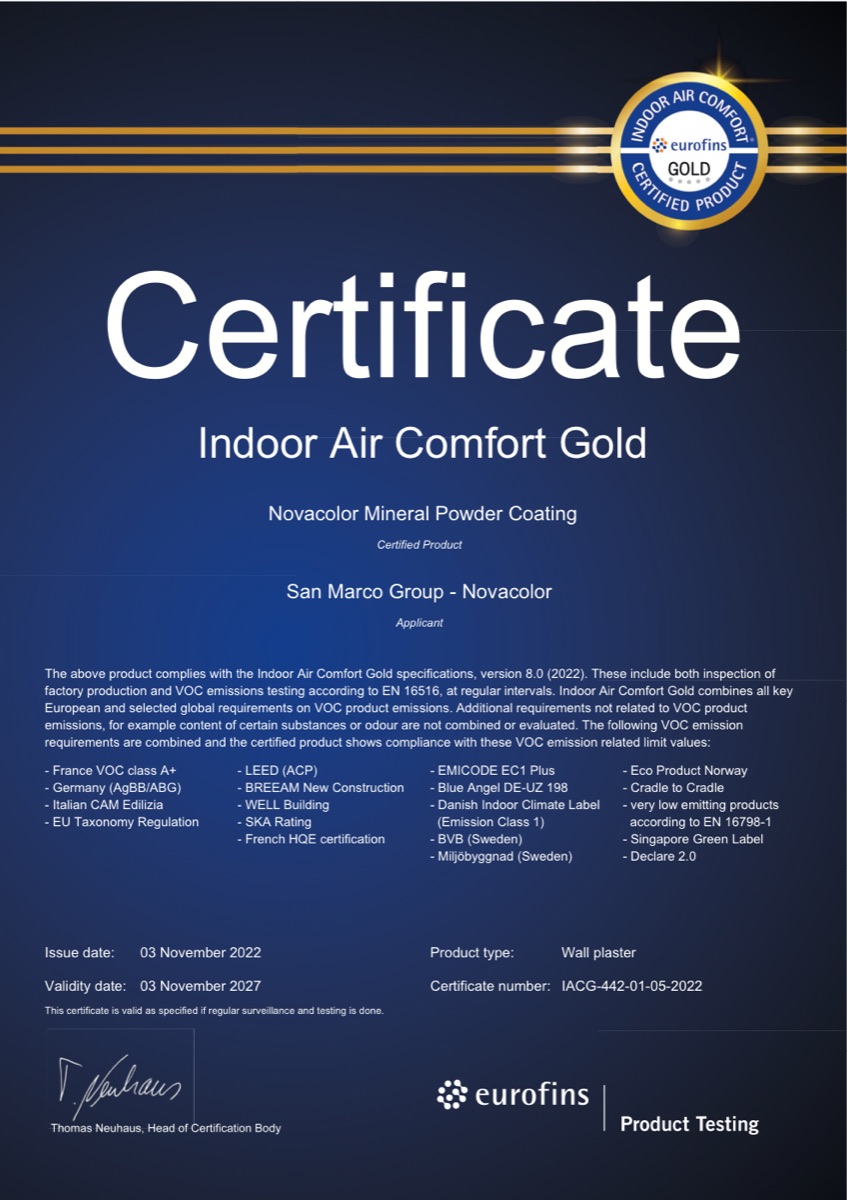 INDOOR AIR COMFORT
eurofins
GOLD
CERTIFIED PRODUCT
Certificate
Indoor Air Comfort Gold
Novacolor Mineral Powder Coating
Certified Product
San Marco Group - Novacolor
Applicant
The above product complies with the Indoor Air Comfort Gold specifications, version 8.0 (2022). These include both inspection of
factory production and VOC emissions testing according to EN 16516, at regular intervals. Indoor Air Comfort Gold combines all key
European and selected global requirements on VOC product emissions. Additional requirements not related to VOC product
emissions, for example content of certain substances or odour are not combined or evaluated. The following VOC emission
requirements are combined and the certified product shows compliance with these VOC emission related limit values:
- France VOC class A+
- Germany (AgBB/ABG)
- Italian CAM Edilizia
- EU Taxonomy Regulation
- LEED (ACP)
- BREEAM New Construction
- WELL Building
- SKA Rating
- French HQE certification
- EMICODE EC1 Plus
- Blue Angel DE-UZ 198
- Danish Indoor Climate Label
(Emission Class 1)
- BVB (Sweden)
- Miljöbyggnad (Sweden)
- Eco Product Norway
- Cradle to Cradle
- very low emitting products
according to EN 16798-1
- Singapore Green Label
- Declare 2.0
Issue date: 03 November 2022
Validity date: 03 November 2027
This certificate is valid as specified if regular surveillance and testing is done.
Product type: Wall plaster
Certificate number: IACG-442-01-05-2022
T. Neuhaus
Thomas Neuhaus, Head of Certification Body
eurofins
Product Testing